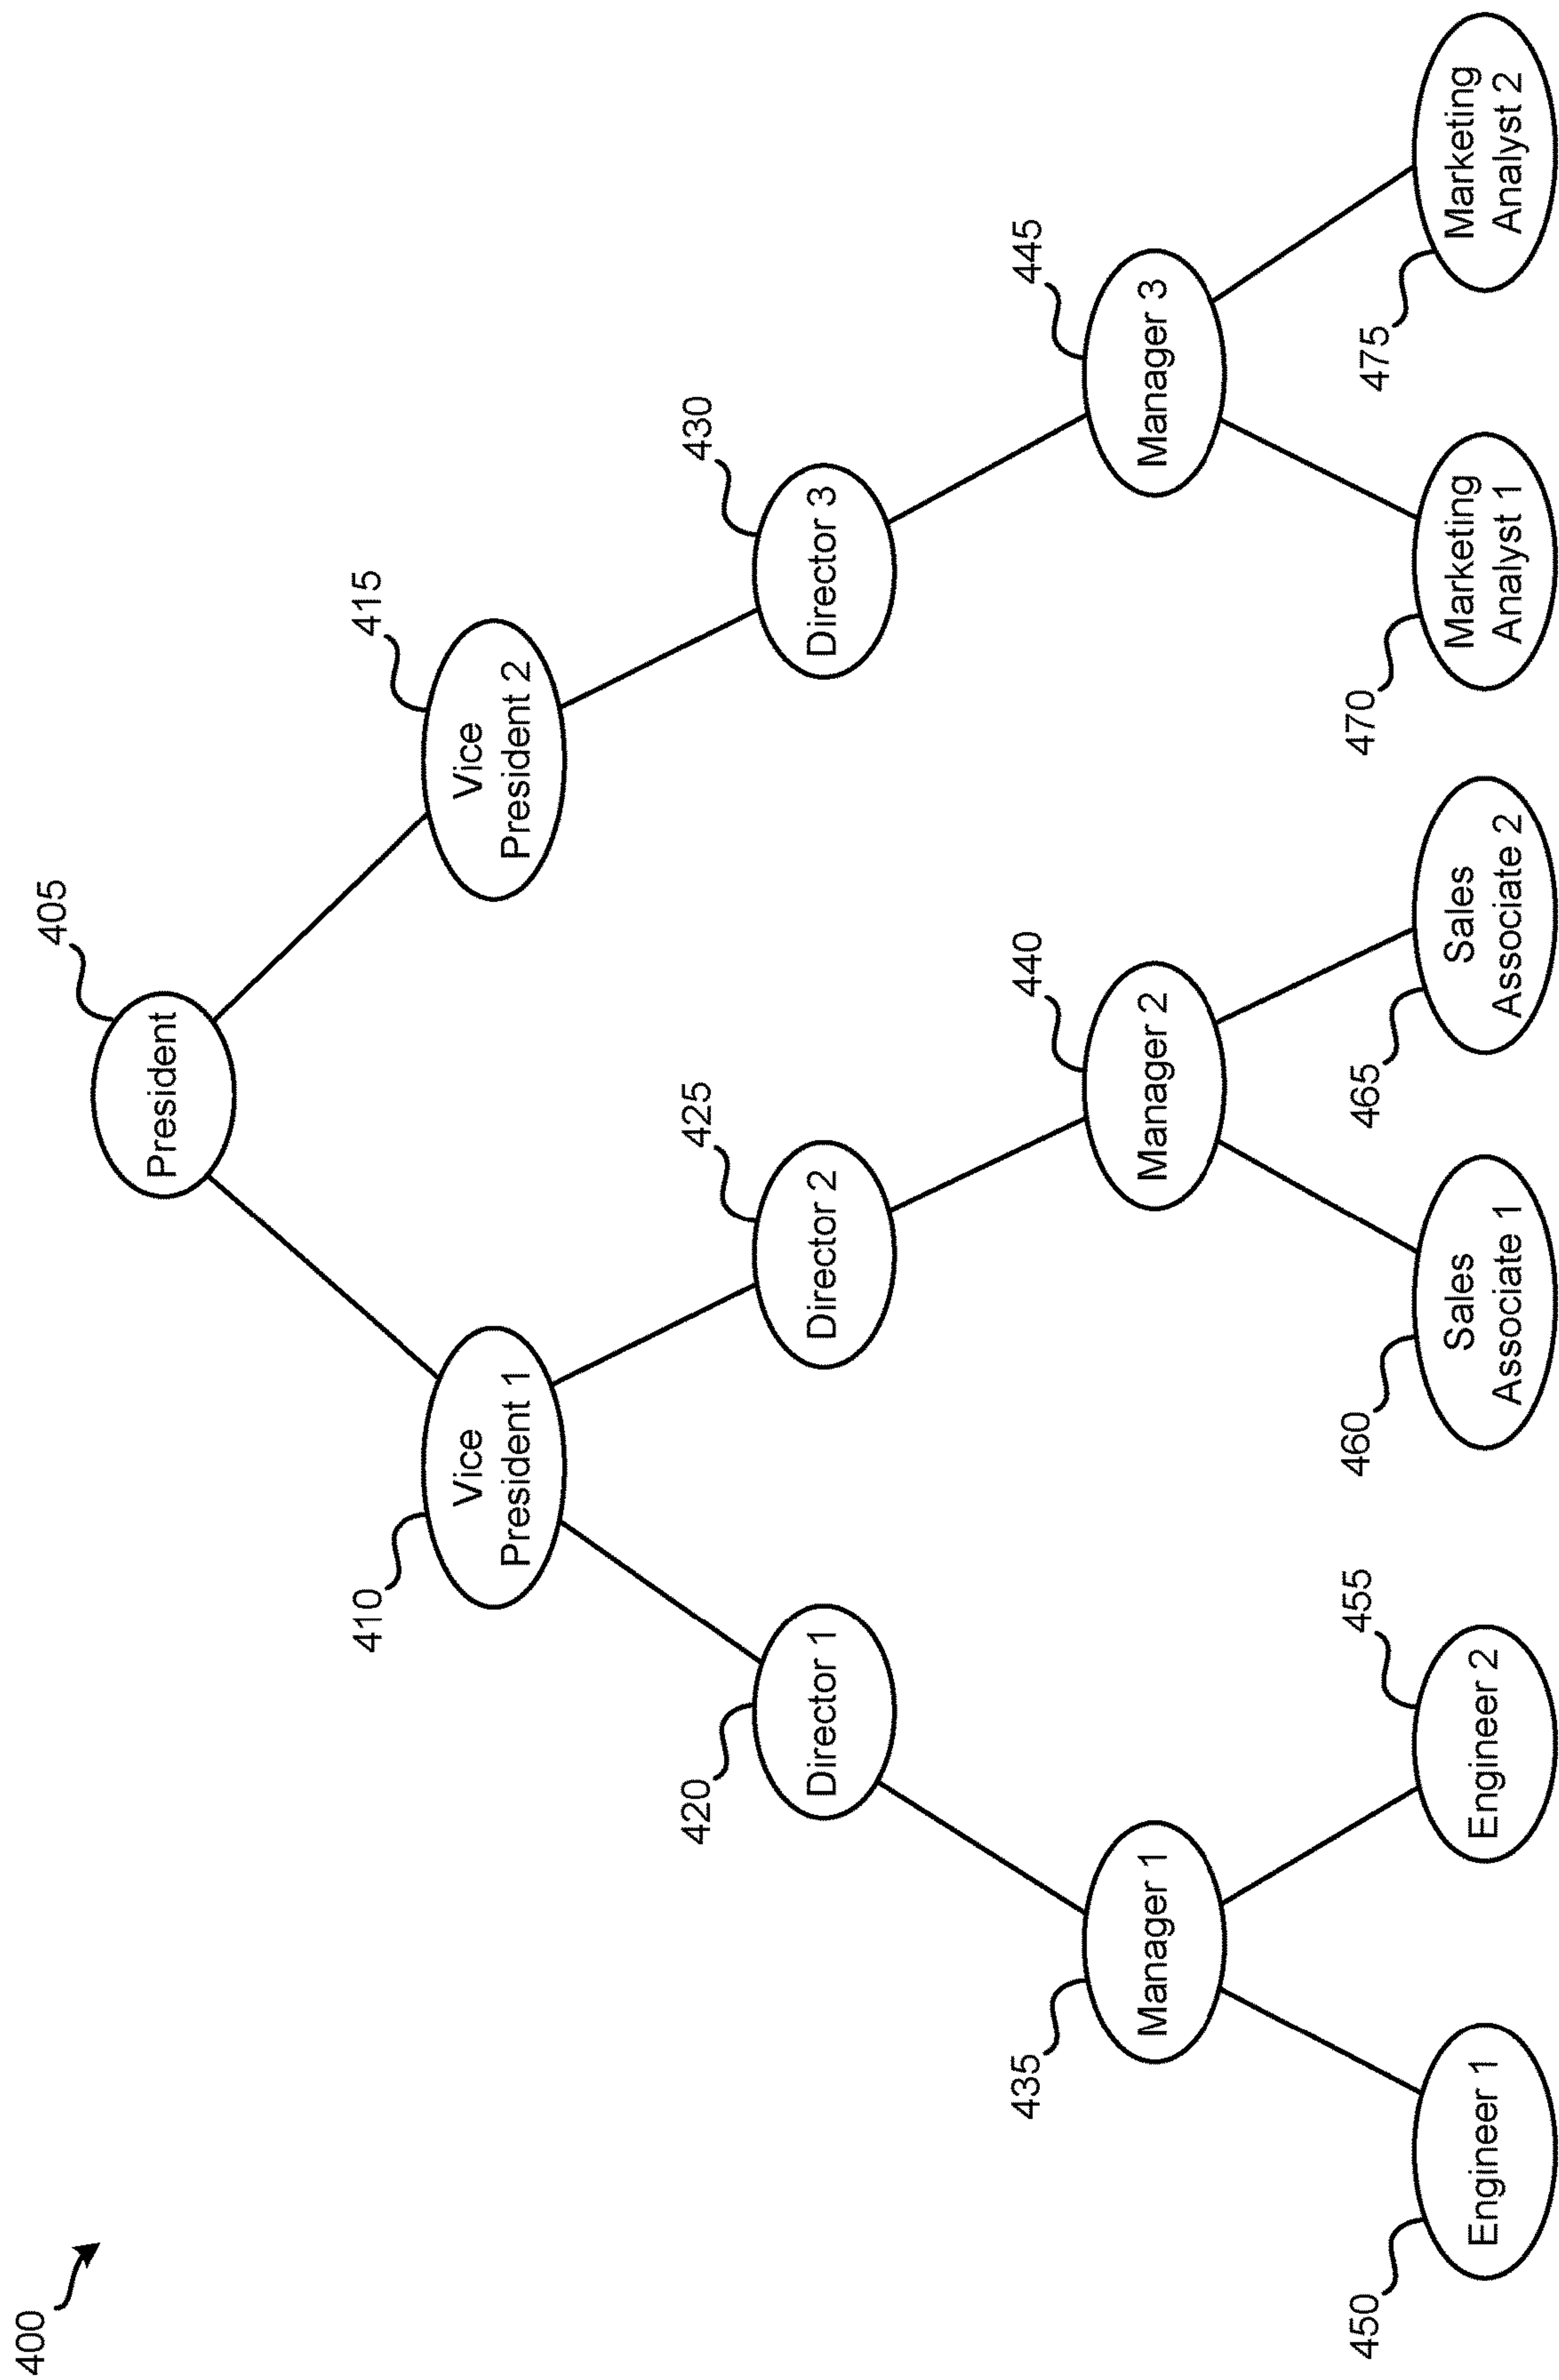 400
405
President
410
Vice
President 1
415
Vice
President 2
420
Director 1
425
Director 2
430
Director 3
435
Manager 1
440
Manager 2
445
Manager 3
450
Engineer 1
455
Engineer 2
460
Sales
Associate 1
465
Sales
Associate 2
470
Marketing
Analyst 1
475
Marketing
Analyst 2